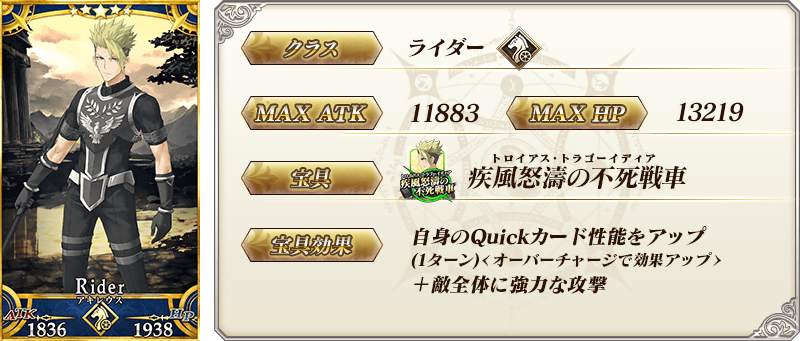 Rider
アキレウス
ATK
HP
1836
1938
クラス
ライダー
MAX ATK
11883
MAX HP
13219
宝具
トロイアス・トラゴーイディア
疾風怒濤の不死戦車
疾風怒濤の
不死戦車
宝具効果
自身のQuickカード性能をアップ
(1ターン)<オーバーチャージで効果アップ>
＋敵全体に強力な攻撃